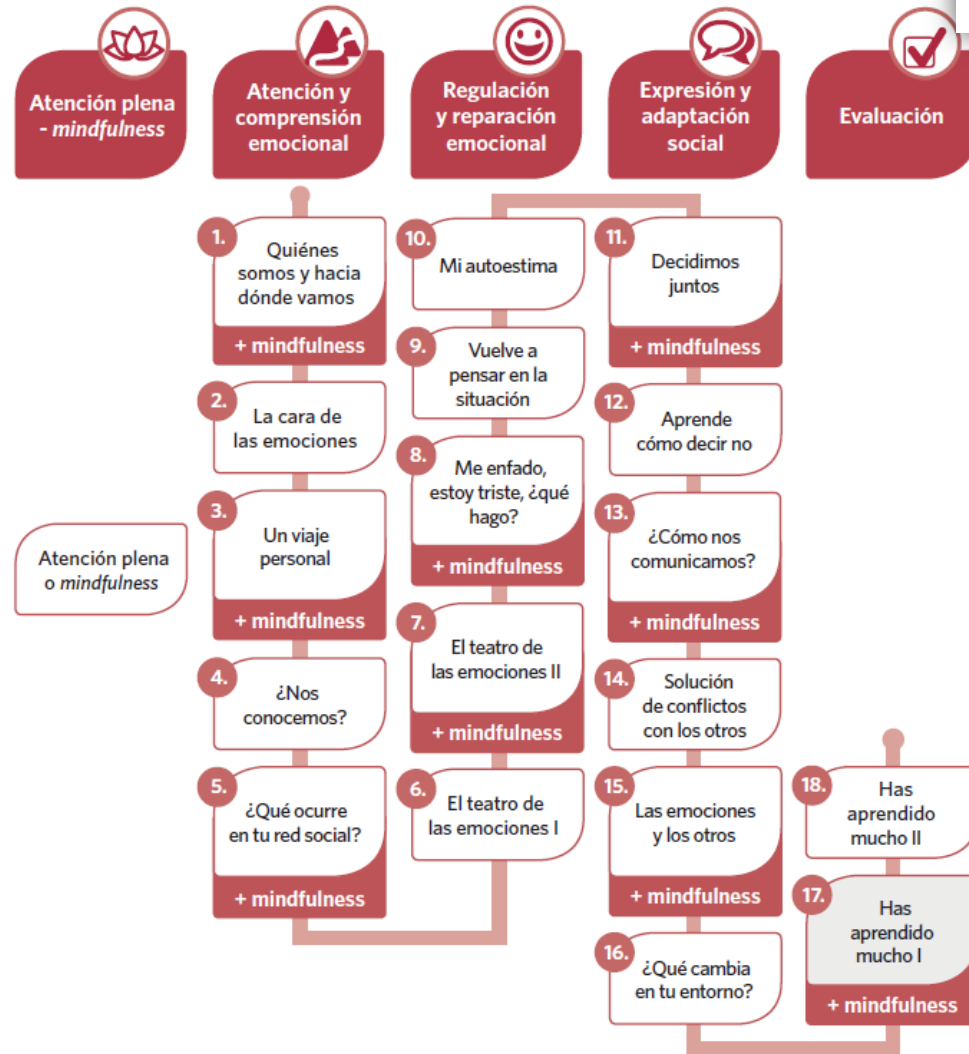 Atención plena
- mindfulness
Atención y
comprensión
emocional
Regulación
y reparación
emocional
Expresión y
adaptación
social
Evaluación
Atención plena
o mindfulness
1.
Quiénes
somos y hacia
dónde vamos
+ mindfulness
2.
La cara de
las emociones
3.
Un viaje
personal
+ mindfulness
4.
¿Nos
conocemos?
5.
¿Qué ocurre
en tu red social?
+ mindfulness
10.
Mi autoestima
9.
Vuelve a
pensar en la
situación
8.
Me enfado,
estoy triste, ¿qué
hago?
+ mindfulness
7.
El teatro de
las emociones II
+ mindfulness
6.
El teatro de
las emociones I
11.
Decidimos
juntos
+ mindfulness
12.
Aprende
cómo decir no
13.
¿Cómo nos
comunicamos?
+ mindfulness
14.
Solución
de conflictos
con los otros
15.
Las emociones
y los otros
+ mindfulness
16.
¿Qué cambia
en tu entorno?
18.
Has
aprendido
mucho II
17.
Has
aprendido
mucho I
+ mindfulness